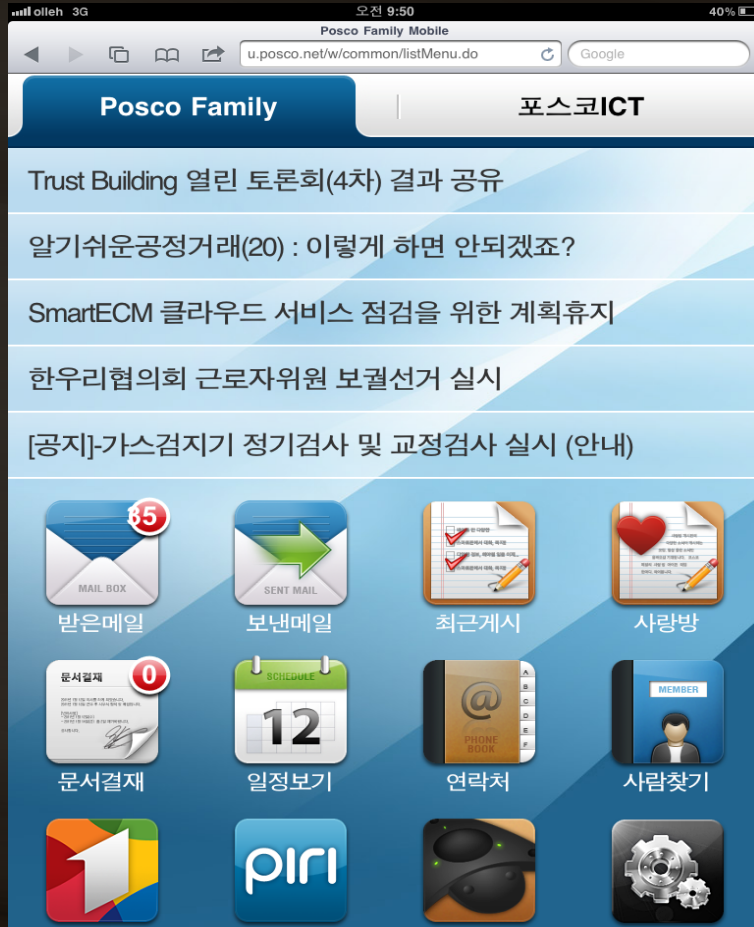 olleh 3G 오전 9:50 40%
Posco Family Mobile
u.posco.net/w/common/listMenu.do Google
Posco Family 포스코ICT
Trust Building 열린 토론회(4차) 결과 공유
알기쉬운공정거래(20) : 이렇게 하면 안되겠죠?
SmartECM 클라우드 서비스 점검을 위한 계획휴지
한우리협의회 근로자위원 보궐선거 실시
[공지]-가스검지기 정기검사 및 교정검사 실시 (안내)
35
MAIL BOX SENT MAIL
받은메일 보낸메일 최근게시 사랑방
문서결재 0 SCHEDULE 12 @ PHONE BOOK A B C D E F MEMBER
문서결재 일정보기 연락처 사람찾기
1 piri